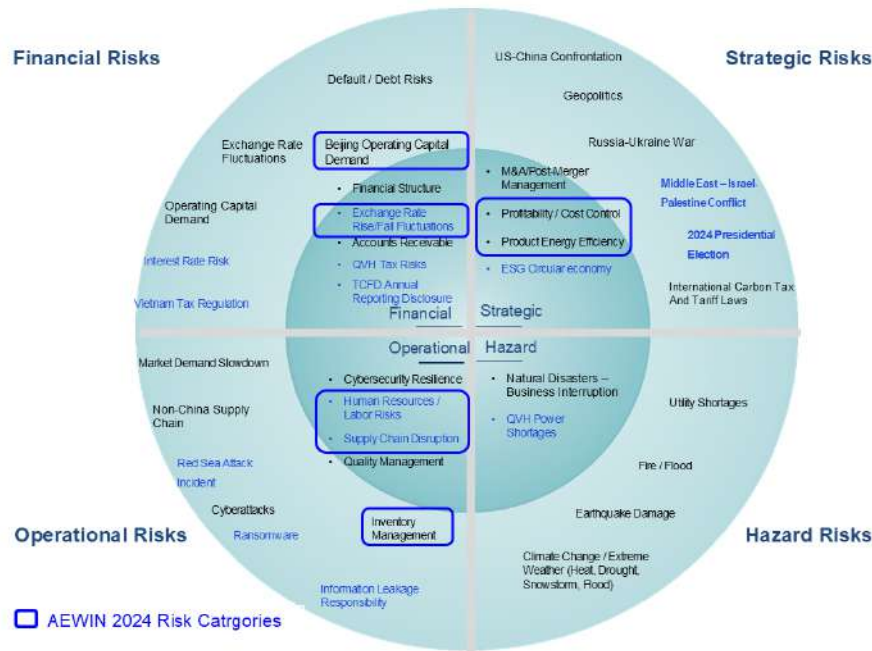 Financial Risks
Strategic Risks
Default / Debt Risks
Exchange Rate
Fluctuations
Beijing Operating Capital
Demand
Operating Capital
Demand
Interest Rate Risk
Vietnam Tax Regulation
• Financial Structure
• Exchange Rate
Rise/Fall Fluctuations
• Accounts Receivable
• QVH Tax Risks
• TCFD Annual
Reporting Disclosure
Financial
US-China Confrontation
Geopolitics
Russia-Ukraine War
Middle East – Israel-
Palestine Conflict
2024 Presidential
Election
International Carbon Tax
And Tariff Laws
• M&A/Post-Merger
Management
• Profitability / Cost Control
• Product Energy Efficiency
• ESG Circular economy
Strategic
Operational
Hazard
Market Demand Slowdown
Non-China Supply
Chain
Red Sea Attack
Incident
Cyberattacks
Ransomware
• Cybersecurity Resilience
• Human Resources /
Labor Risks
• Supply Chain Disruption
• Quality Management
Inventory
Management
Information Leakage
Responsibility
• Natural Disasters –
Business Interruption
• QVH Power
Shortages
Utility Shortages
Fire / Flood
Earthquake Damage
Climate Change / Extreme
Weather (Heat, Drought,
Snowstorm, Flood)
Operational Risks
Hazard Risks
AEWIN 2024 Risk Catrgories